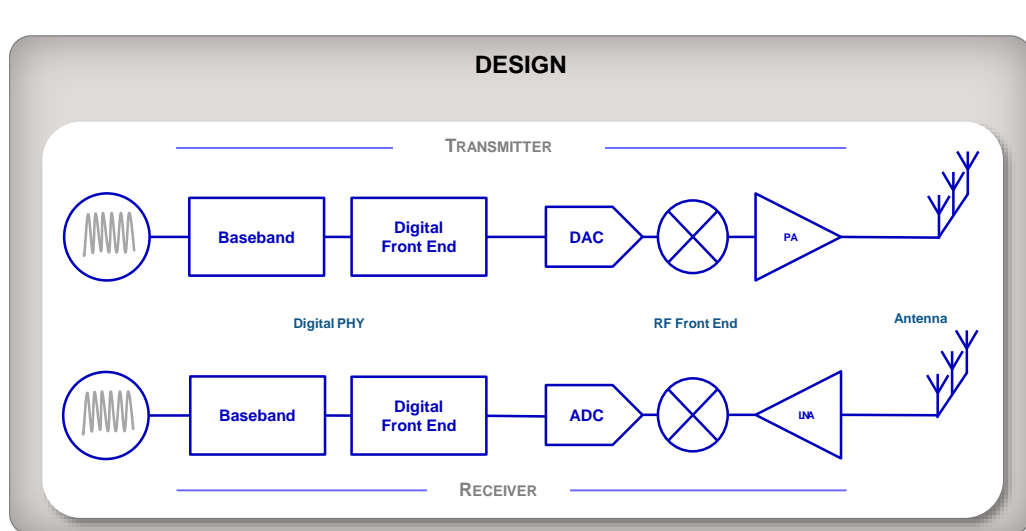 DESIGN
TRANSMITTER
Baseband
Digital
Front End
DAC
PA
Digital PHY
RF Front End
Antenna
Baseband
Digital
Front End
ADC
LNA
RECEIVER